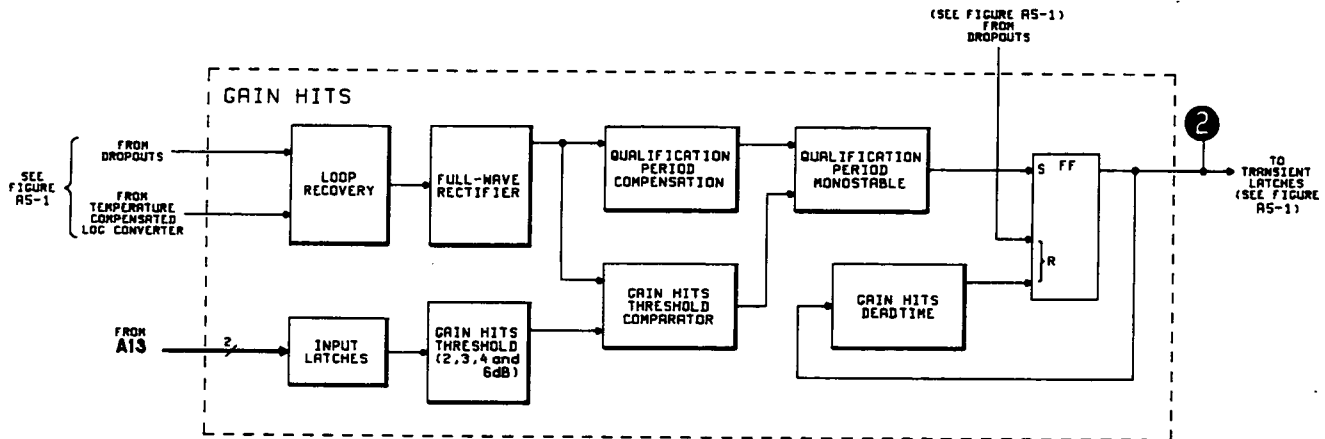 (SEE FIGURE A5-1)
FROM
DROPOUTS
GAIN HITS
2
SEE
FIGURE
A5-1
FROM
DROPOUTS
FROM
TEMPERATURE
COMPENSATED
LOG CONVERTER
LOOP
RECOVERY
FULL-WAVE
RECTIFIER
QUALIFICATION
PERIOD
COMPENSATION
QUALIFICATION
PERIOD
MONOSTABLE
S FF
R
TO
TRANSIENT
LATCHES
(SEE FIGURE
A5-1)
GAIN HITS
THRESHOLD
COMPARATOR
GAIN HITS
DEADTIME
FROM
A13
2
INPUT
LATCHES
GAIN HITS
THRESHOLD
(2,3,4 and
6dB)